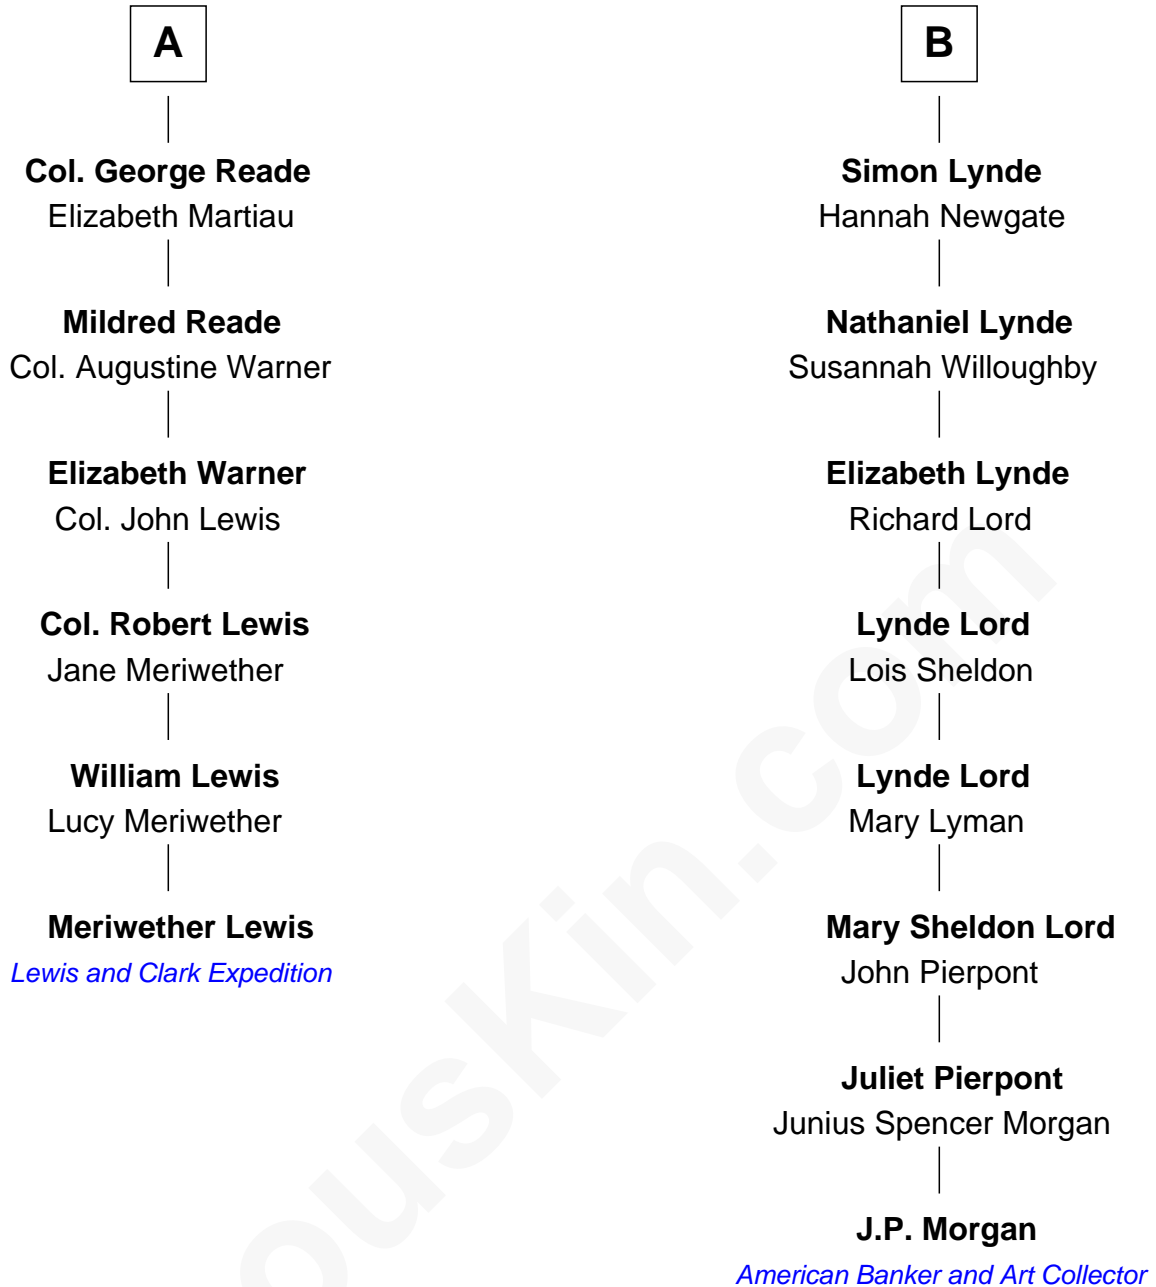 A
Col. George Reade
Elizabeth Martiau
Mildred Reade
Col. Augustine Warner
Elizabeth Warner
Col. John Lewis
Col. Robert Lewis
Jane Meriwether
William Lewis
Lucy Meriwether
Meriwether Lewis
Lewis and Clark Expedition
B
Simon Lynde
Hannah Newgate
Nathaniel Lynde
Susannah Willoughby
Elizabeth Lynde
Richard Lord
Lynde Lord
Lois Sheldon
Lynde Lord
Mary Lyman
Mary Sheldon Lord
John Pierpont
Juliet Pierpont
Junius Spencer Morgan
J.P. Morgan
American Banker and Art Collector
ousKin.com